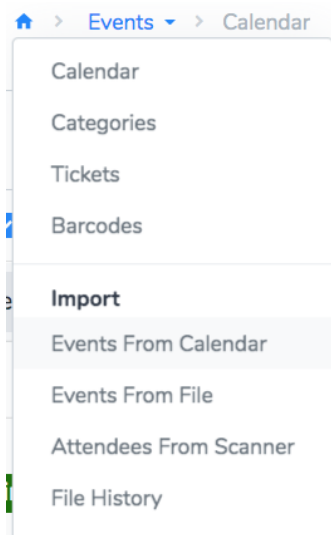 Events > Calendar
Calendar
Categories
Tickets
Barcodes
Import
Events From Calendar
Events From File
Attendees From Scanner
File History